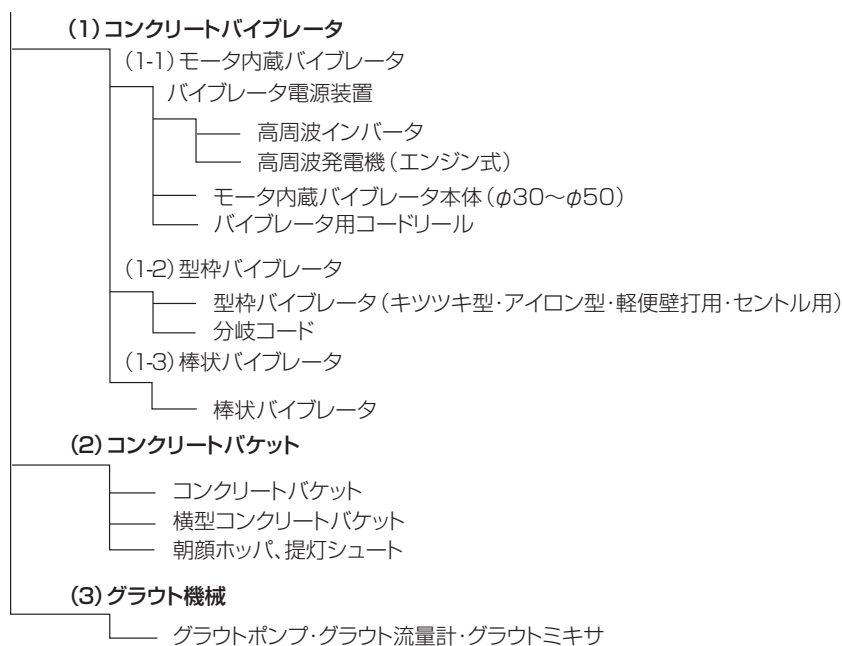 (1)コンクリートバイブレータ
(1-1)モータ内蔵バイブレータ
バイブレータ電源装置
高周波インバータ
高周波発電機(エンジン式)
モータ内蔵バイブレータ本体(φ30〜φ50)
バイブレータ用コードリール
(1-2)型枠バイブレータ
型枠バイブレータ(キツツキ型・アイロン型・軽便壁打用・セントル用)
分岐コード
(1-3)棒状バイブレータ
棒状バイブレータ
(2)コンクリートバケット
コンクリートバケット
横型コンクリートバケット
朝顔ホッパ、提灯シュート
(3)グラウト機械
グラウトポンプ・グラウト流量計・グラウトミキサ